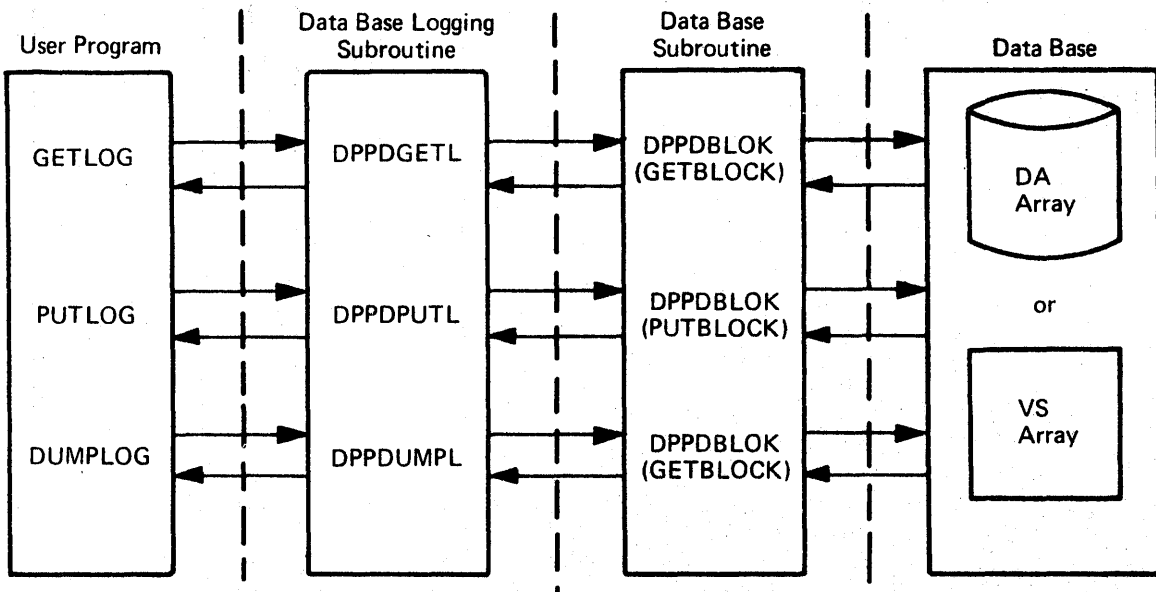 User Program
Data Base Logging
Subroutine
Data Base
Subroutine
Data Base
GETLOG
DPPDGETL
DPPDBLOK
(GETBLOCK)
DA
Array
PUTLOG
DPPDPUTL
DPPDBLOK
(PUTBLOCK)
or
DUMPLOG
DPPDUMPL
DPPDBLOK
(GETBLOCK)
VS
Array